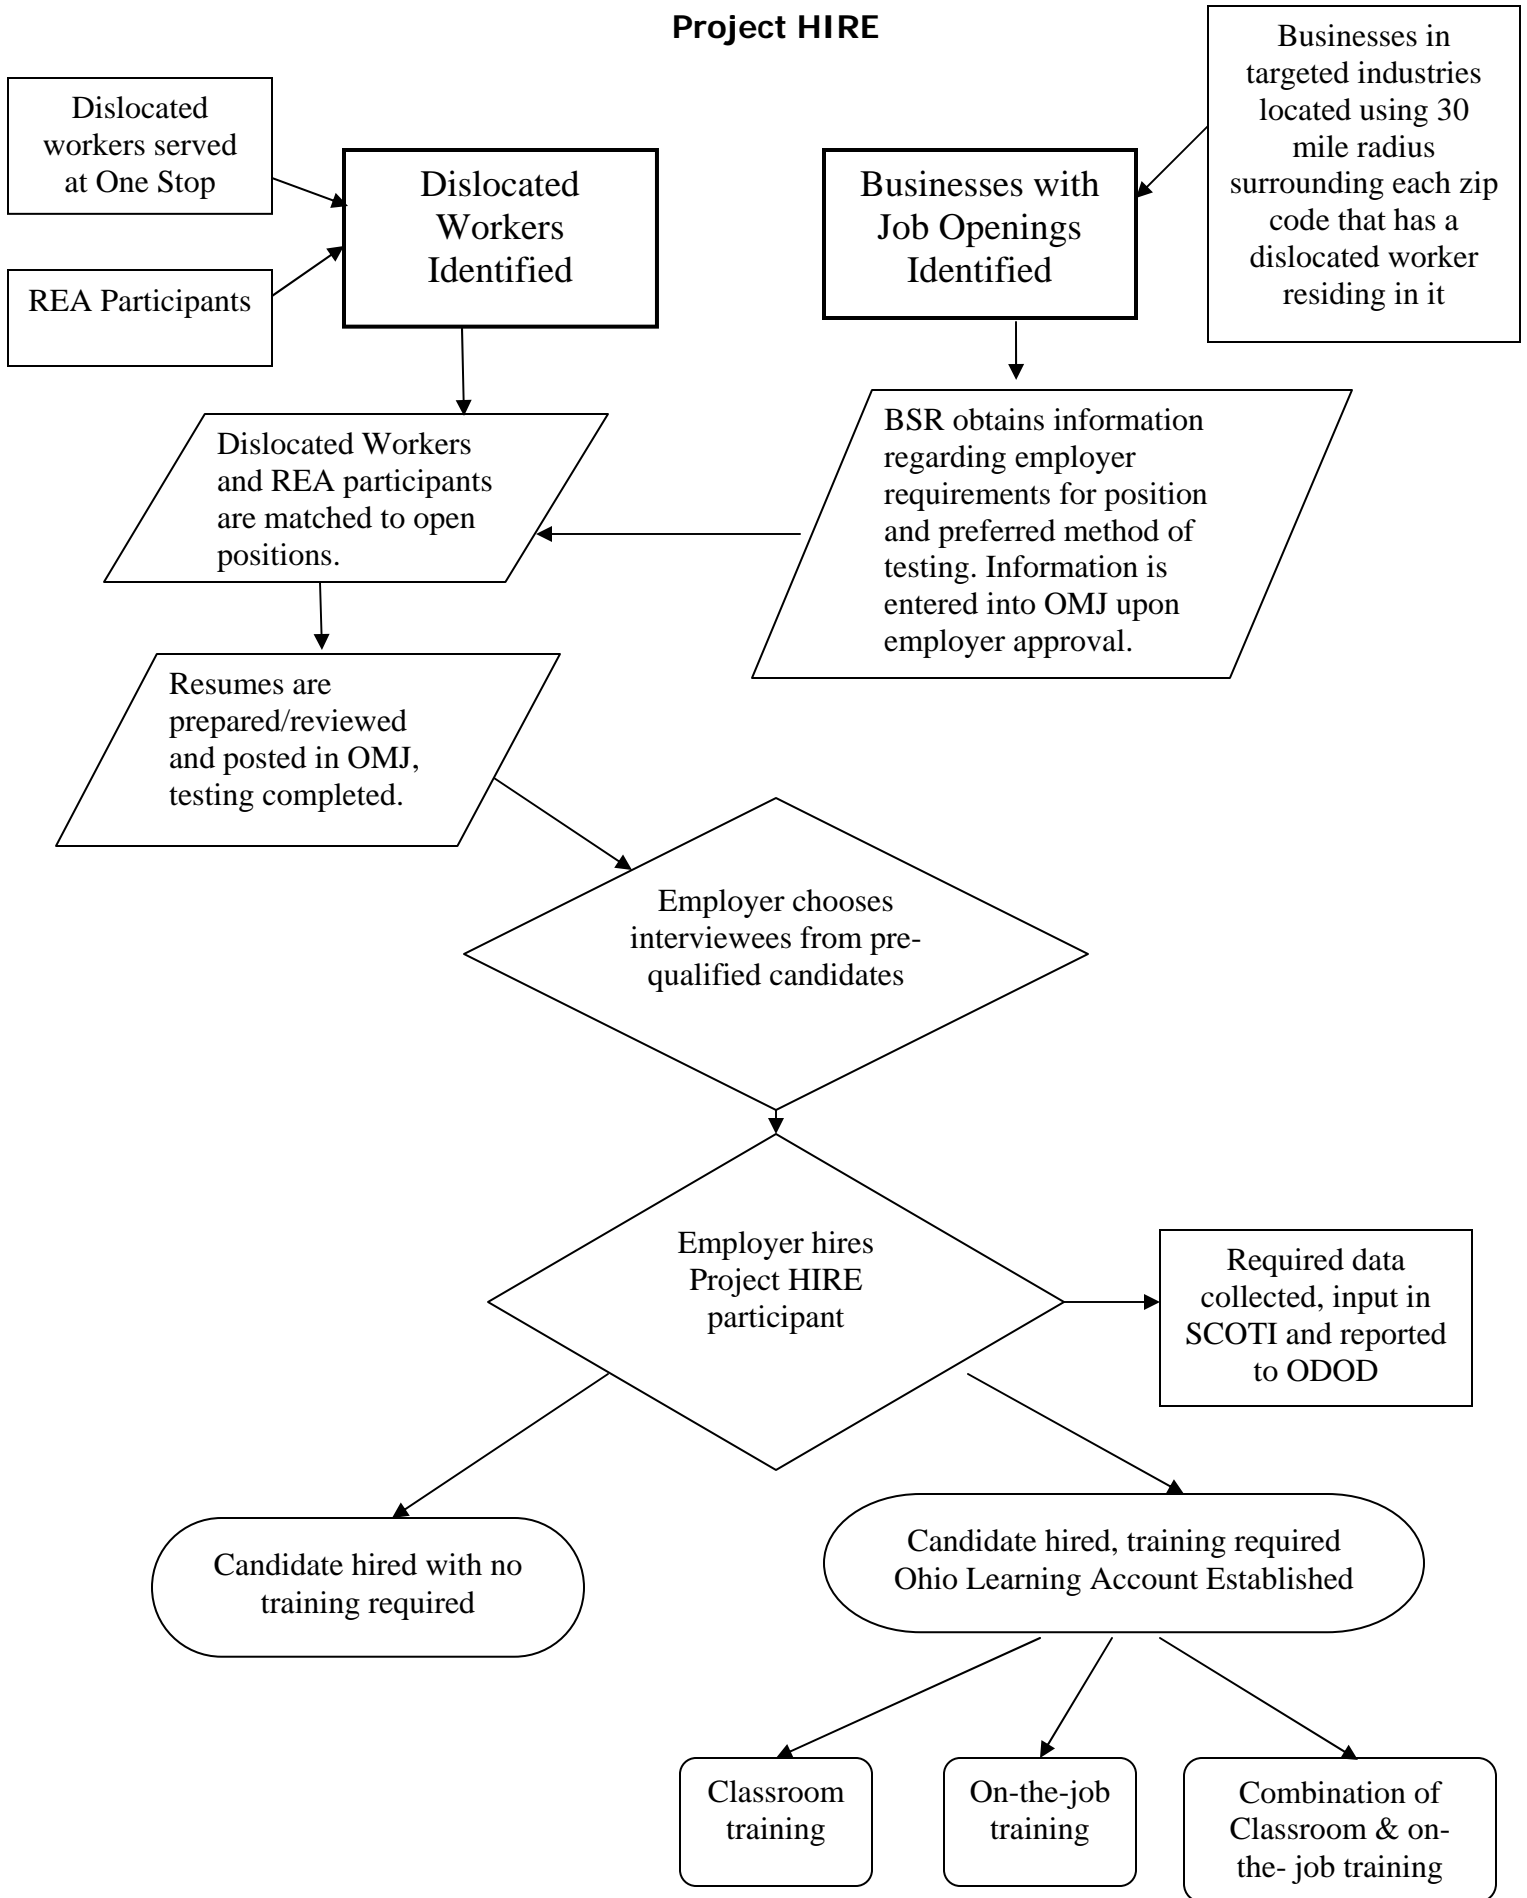 Project HIRE
Dislocated
workers served
at One Stop
REA Participants
Dislocated
Workers
Identified
Businesses with
Job Openings
Identified
Businesses in
targeted industries
located using 30
mile radius
surrounding each zip
code that has a
dislocated worker
residing in it
Dislocated Workers
and REA participants
are matched to open
positions.
BSR obtains information
regarding employer
requirements for position
and preferred method of
testing. Information is
entered into OMJ upon
employer approval.
Resumes are
prepared/reviewed
and posted in OMJ,
testing completed.
Employer chooses
interviewees from pre-
qualified candidates
Employer hires
Project HIRE
participant
Required data
collected, input in
SCOTI and reported
to ODOD
Candidate hired with no
training required
Candidate hired, training required
Ohio Learning Account Established
Classroom
training
On-the-job
training
Combination of
Classroom & on-
the- job training